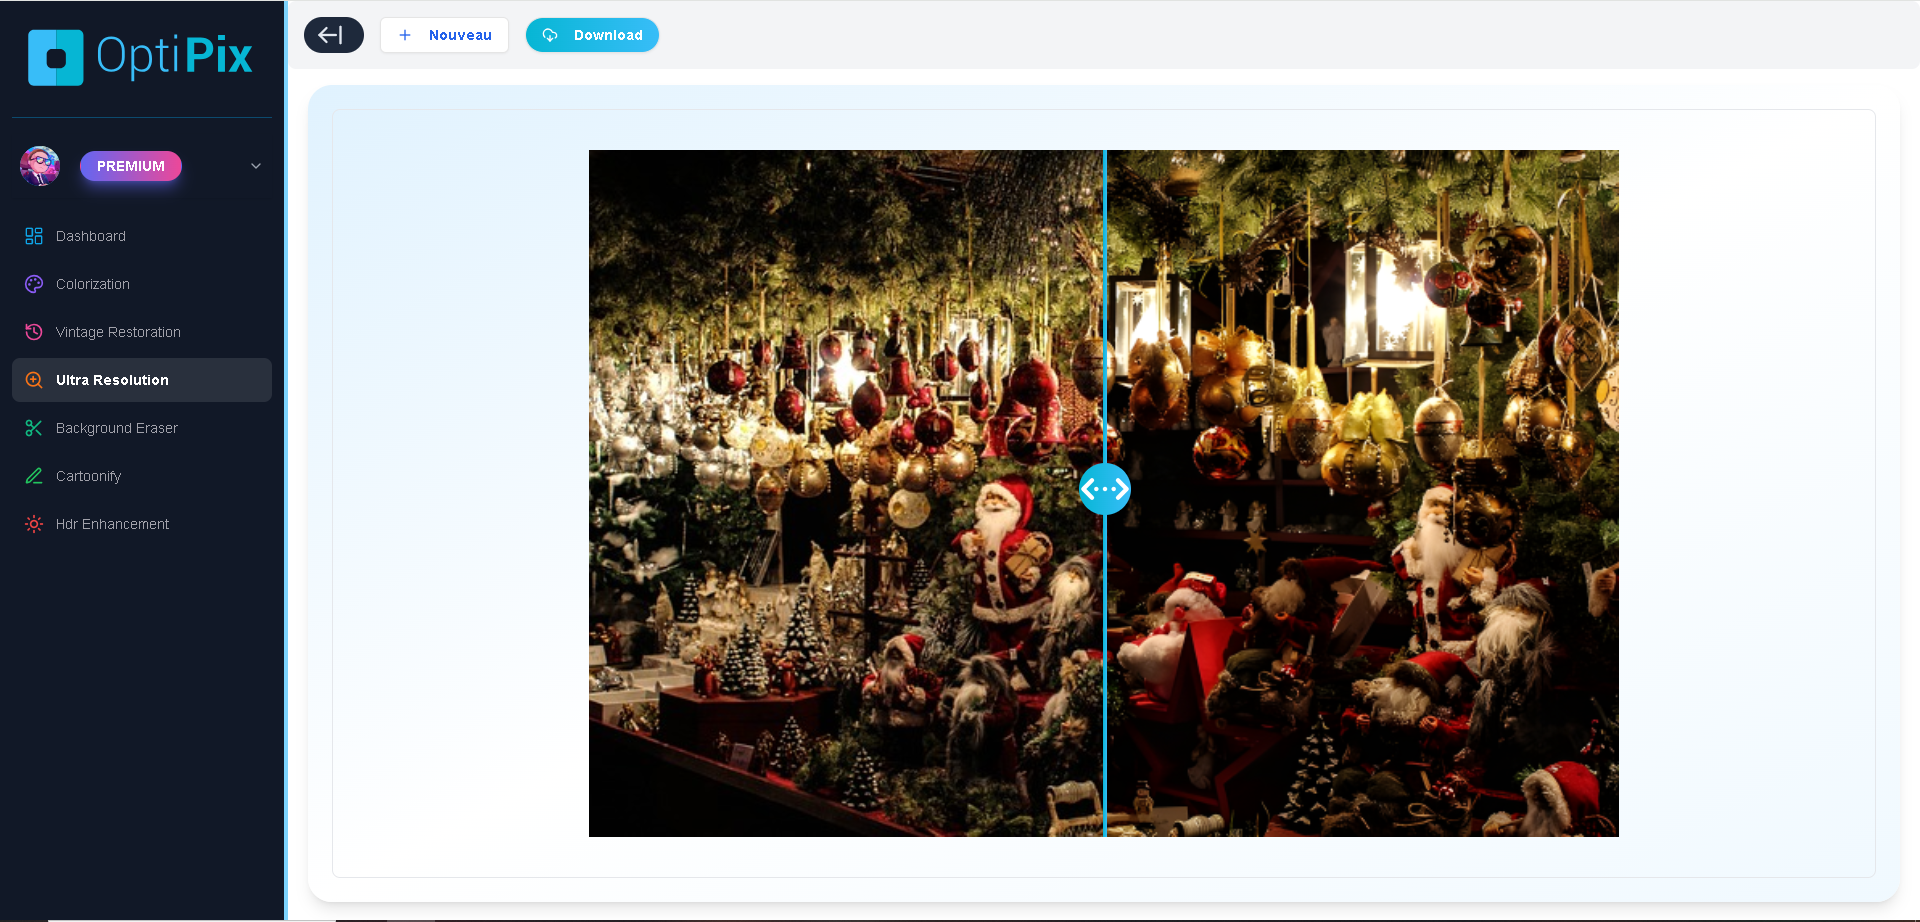 OptiPix
PREMIUM
Dashboard
Colorization
Vintage Restoration
Ultra Resolution
Background Eraser
Cartoonify
Hdr Enhancement
Nouveau
Download